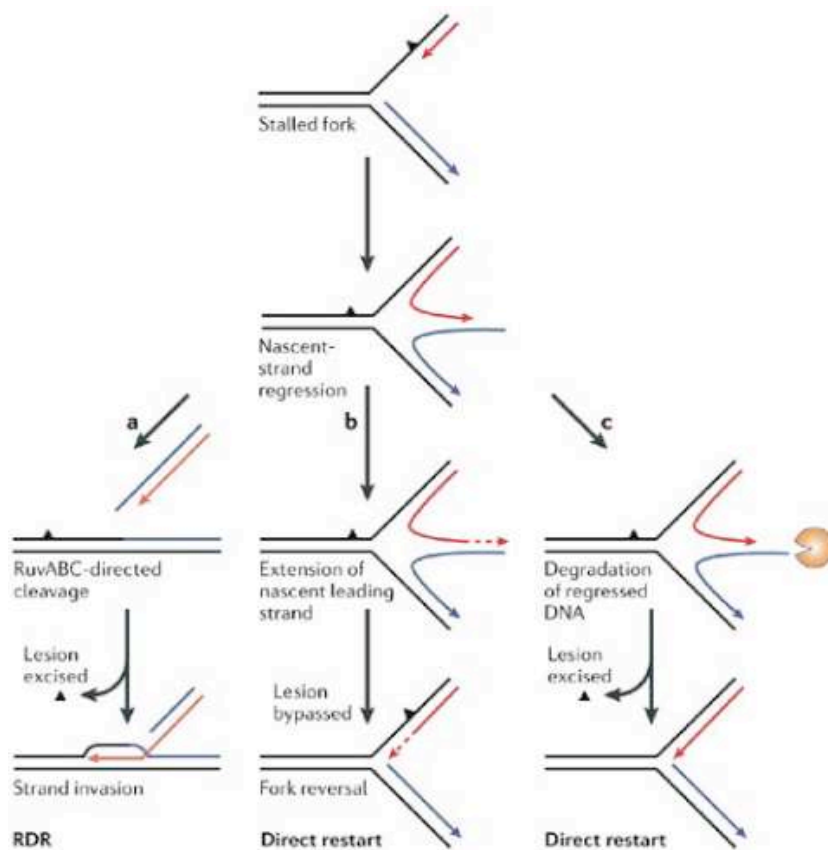 Stalled fork
Nascent-
strand
regression
a
b
c
RuvABC-directed
cleavage
Extension of
nascent leading
strand
Degradation
of regressed
DNA
Lesion
excised
Lesion
bypassed
Lesion
excised
Strand invasion
Fork reversal
RDR
Direct restart
Direct restart